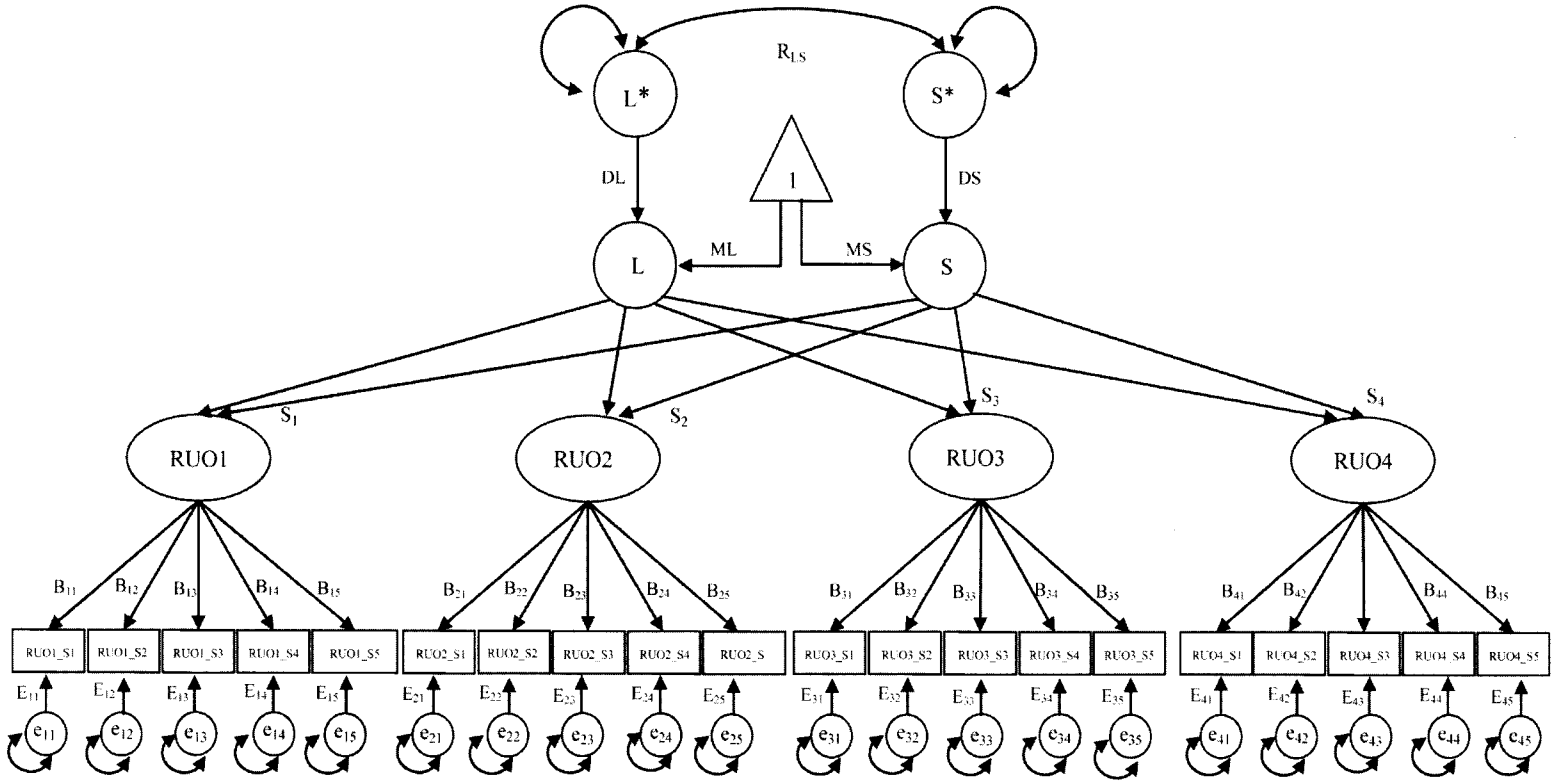 R_LS
L* S*
1
DL DS
ML MS
L S
S₁ S₂ S₃ S₄
RUO1 RUO2 RUO3 RUO4
B₁₁ B₁₂ B₁₃ B₁₄ B₁₅ B₂₁ B₂₂ B₂₃ B₂₄ B₂₅ B₃₁ B₃₂ B₃₃ B₃₄ B₃₅ B₄₁ B₄₂ B₄₄ B₄₅
RUO1_S1 RUO1_S2 RUO1_S3 RUO1_S4 RUO1_S5 RUO2_S1 RUO2_S2 RUO2_S3 RUO2_S4 RUO2_S RUO3_S1 RUO3_S2 RUO3_S3 RUO3_S4 RUO3_S5 RUO4_S1 RUO4_S2 RUO4_S3 RUO4_S4 RUO4_S5
E₁₁ E₁₂ E₁₃ E₁₄ E₁₅ E₂₁ E₂₂ E₂₃ E₂₄ E₂₅ E₃₁ E₃₂ E₃₃ E₃₄ E₃₅ E₄₁ E₄₂ E₄₃ E₄₄ E₄₅
e₁₁ e₁₂ e₁₃ e₁₄ e₁₅ e₂₁ e₂₂ e₂₃ e₂₄ e₂₅ e₃₁ e₃₂ e₃₃ e₃₄ e₃₅ e₄₁ e₄₂ e₄₃ e₄₄ e₄₅